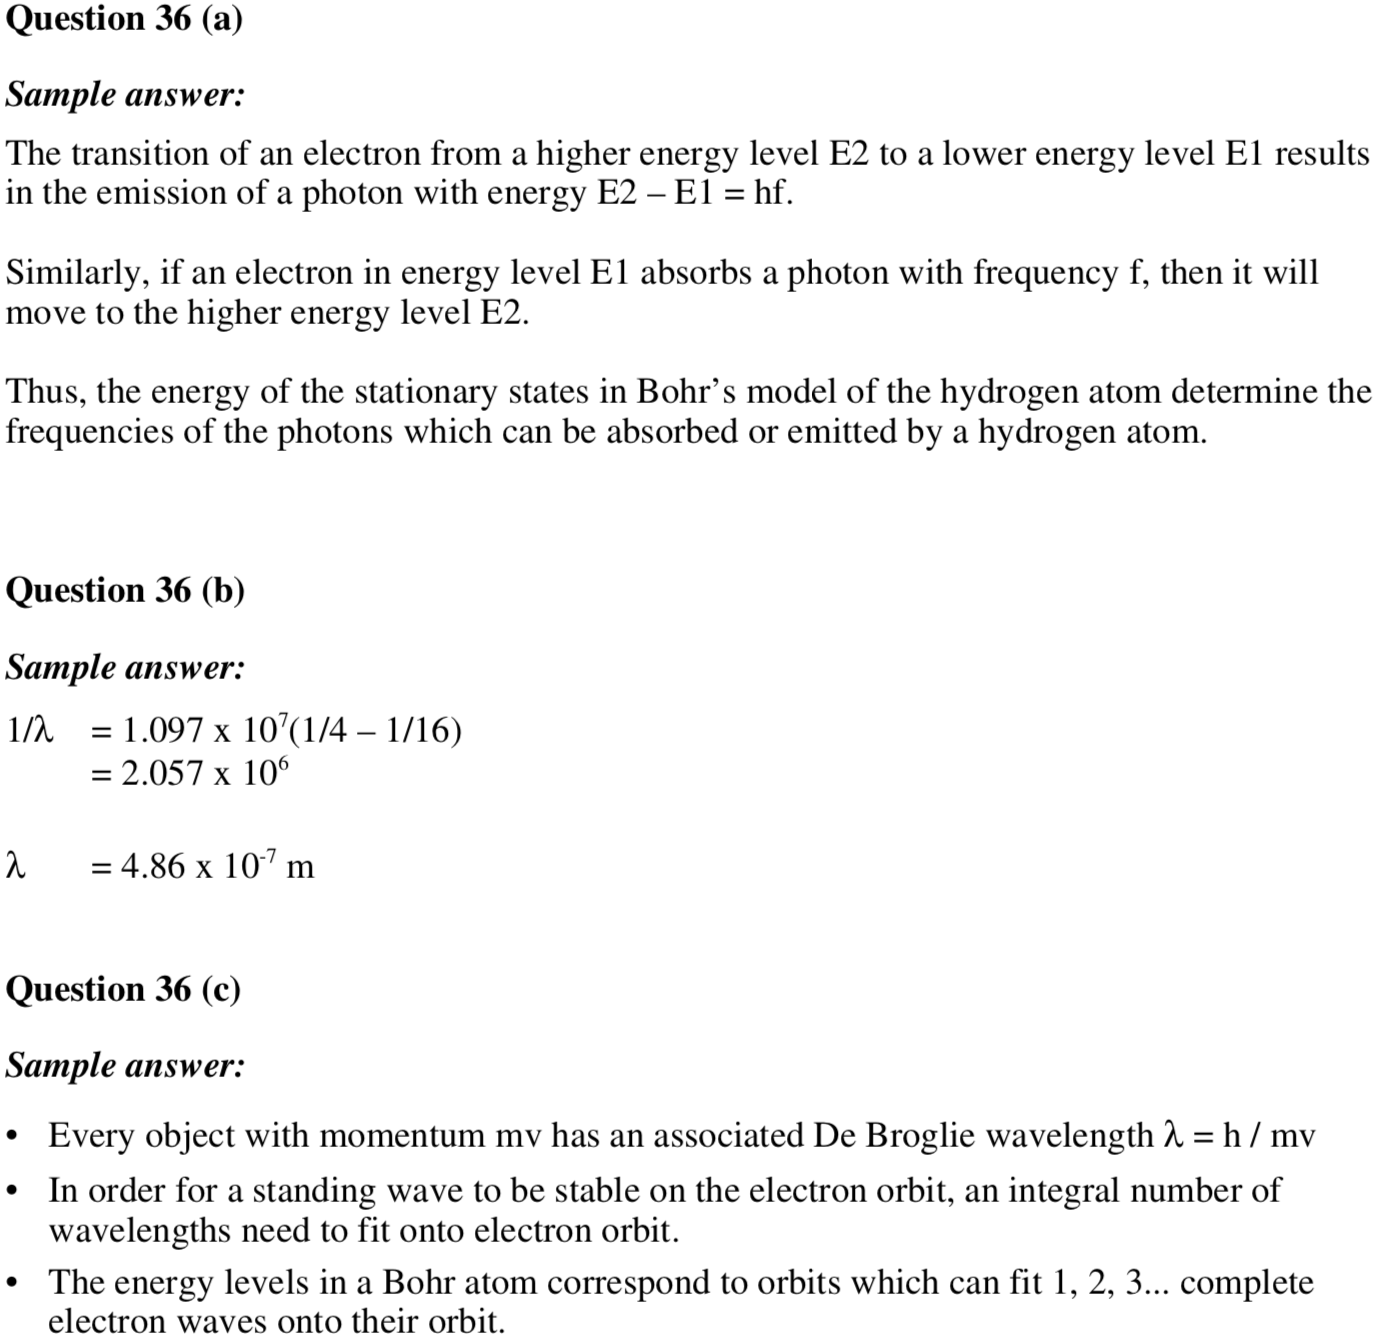 Question 36 (a)
Sample answer:
The transition of an electron from a higher energy level E2 to a lower energy level E1 results
in the emission of a photon with energy E2 – E1 = hf.
Similarly, if an electron in energy level E1 absorbs a photon with frequency f, then it will
move to the higher energy level E2.
Thus, the energy of the stationary states in Bohr’s model of the hydrogen atom determine the
frequencies of the photons which can be absorbed or emitted by a hydrogen atom.
Question 36 (b)
Sample answer:
1/λ = 1.097 x 10⁷(1/4 – 1/16)
= 2.057 x 10⁶
λ = 4.86 x 10⁻⁷ m
Question 36 (c)
Sample answer:
• Every object with momentum mv has an associated De Broglie wavelength λ = h / mv
• In order for a standing wave to be stable on the electron orbit, an integral number of
wavelengths need to fit onto electron orbit.
• The energy levels in a Bohr atom correspond to orbits which can fit 1, 2, 3... complete
electron waves onto their orbit.